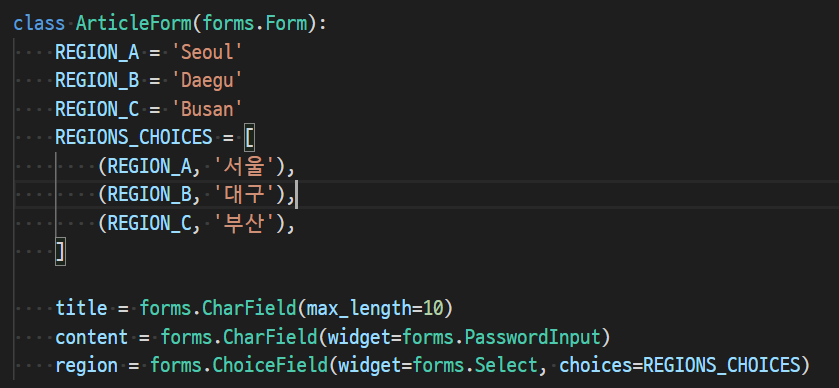 class ArticleForm(forms.Form):
    REGION_A = 'Seoul'
    REGION_B = 'Daegu'
    REGION_C = 'Busan'
    REGIONS_CHOICES = [
        (REGION_A, '서울'),
        (REGION_B, '대구'),
        (REGION_C, '부산'),
    ]

    title = forms.CharField(max_length=10)
    content = forms.CharField(widget=forms.PasswordInput)
    region = forms.ChoiceField(widget=forms.Select, choices=REGIONS_CHOICES)